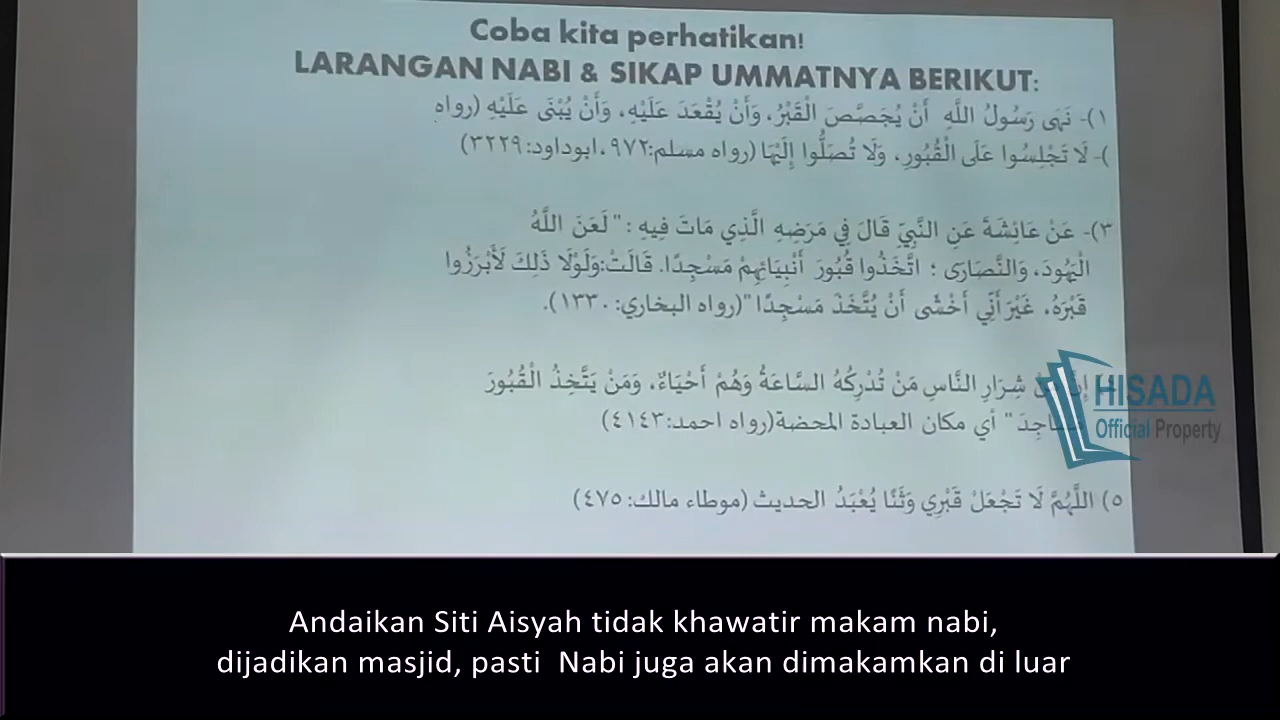 Coba kita perhatikan!
LARANGAN NABI & SIKAP UMMATNYA BERIKUT:
١)- نَهَى رَسُولُ اللَّهِ أَنْ يُجَصَّصَ الْقَبْرُ، وَأَنْ يُقْعَدَ عَلَيْهِ، وَأَنْ يُبْنَى عَلَيْهِ (رواه
)- لَا تَجْلِسُوا عَلَى الْقُبُورِ، وَلَا تُصَلُّوا إِلَيْهَا (رواه مسلم:٩٧٢ ،ابوداود:٣٢٢٩)
٣)- عَنْ عَائِشَةَ عَنِ النَّبِيِّ قَالَ فِي مَرَضِهِ الَّذِي مَاتَ فِيهِ : " لَعَنَ اللَّهُ
الْيَهُودَ، وَالنَّصَارَى ؛ اتَّخَذُوا قُبُورَ أَنْبِيَائِهِمْ مَسْجِدًا. قَالَتْ:وَلَوْلَا ذَلِكَ لَأَبْرَزُوا
قَبْرَهُ، غَيْرَ أَنِّي أَخْشَى أَنْ يُتَّخَذَ مَسْجِدًا "(رواه البخاري: ١٣٣٠).
شِرَارِ النَّاسِ مَنْ تُدْرِكُهُ السَّاعَةُ وَهُمْ أَحْيَاءٌ، وَمَنْ يَتَّخِذُ الْقُبُورَ
" أي مكان العبادة المحضة(رواه احمد:٤١٤٣)
HISADA
Official Property
٥) اللَّهُمَّ لَا تَجْعَلْ قَبْرِي وَثَنًا يُعْبَدُ الحديث (موطاء مالك: ٤٧٥)
Andaikan Siti Aisyah tidak khawatir makam nabi,
dijadikan masjid, pasti Nabi juga akan dimakamkan di luar